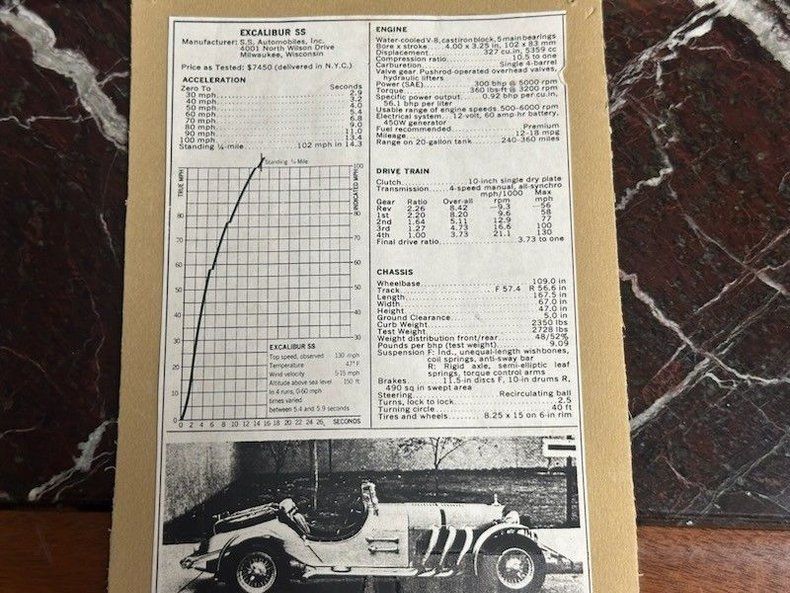 EXCALIBUR SS
Manufacturer: S.S. Automobiles, Inc.
4001 North Wilson Drive
Milwaukee, Wisconsin
Price as Tested: $7450 (delivered in N.Y.C.)
ACCELERATION
Zero To Seconds
30 mph 2.9
40 mph 3.2
50 mph 4.0
60 mph 5.4
70 mph 6.8
80 mph 9.0
90 mph 11.0
100 mph 13.4
Standing ¼-mile 102 mph in 14.3
Standing ¼ Mile
TRUE MPH
INDICATED MPH
100
80 80
70 70
60 60
50 50
40 40
30 30
20
10
0
EXCALIBUR SS
Top speed, observed 130 mph
Temperature 47° F
Wind velocity 5-15 mph
Altitude above sea level 150 ft
In 4 runs, 0-60 mph
times varied
between 5.4 and 5.9 seconds
0 1 2 4 6 8 10 12 14 16 18 20 22 24 26 SECONDS
ENGINE
Water-cooled V-8, cast iron block, 5 main bearings
Bore x stroke 4.00 x 3.25 in, 102 x 83 mm
Displacement 327 cu in, 5359 cc
Compression ratio 10.5 to one
Carburetion Single 4-barrel
Valve gear. Pushrod-operated overhead valves,
hydraulic lifters
Power (SAE) 300 bhp @ 5000 rpm
Torque 360 lbs-ft @ 3200 rpm
Specific power output 0.92 bhp per cu in,
56.1 bhp per liter
Usable range of engine speeds 500-6000 rpm
Electrical system 12-volt, 60 amp-hr battery,
450W generator
Fuel recommended Premium
Mileage 12-18 mpg
Range on 20-gallon tank 240-360 miles
DRIVE TRAIN
Clutch 10-inch single dry plate
Transmission 4-speed manual, all-synchro
mph/1000 Max
Gear Ratio Over-all rpm mph
Rev 2.26 8.42 —9.3 —56
1st 2.20 8.20 9.6 58
2nd 1.64 5.11 12.9 77
3rd 1.27 4.73 16.6 100
4th 1.00 3.73 21.1 130
Final drive ratio 3.73 to one
CHASSIS
Wheelbase 109.0 in
Track F 57.4 R 56.6 in
Length 167.5 in
Width 67.0 in
Height 47.0 in
Ground Clearance 5.0 in
Curb Weight 2350 lbs
Test Weight 2728 lbs
Weight distribution front/rear 48/52%
Pounds per bhp (test weight) 9.09
Suspension F: Ind., unequal-length wishbones,
coil springs, anti-sway bar
R: Rigid axle, semi-elliptic leaf
springs, torque control arms
Brakes 11.5-in discs F, 10-in drums R,
490 sq in swept area
Steering Recirculating ball
Turns, lock to lock 2.5
Turning circle 40 ft
Tires and wheels 8.25 x 15 on 6-in rim